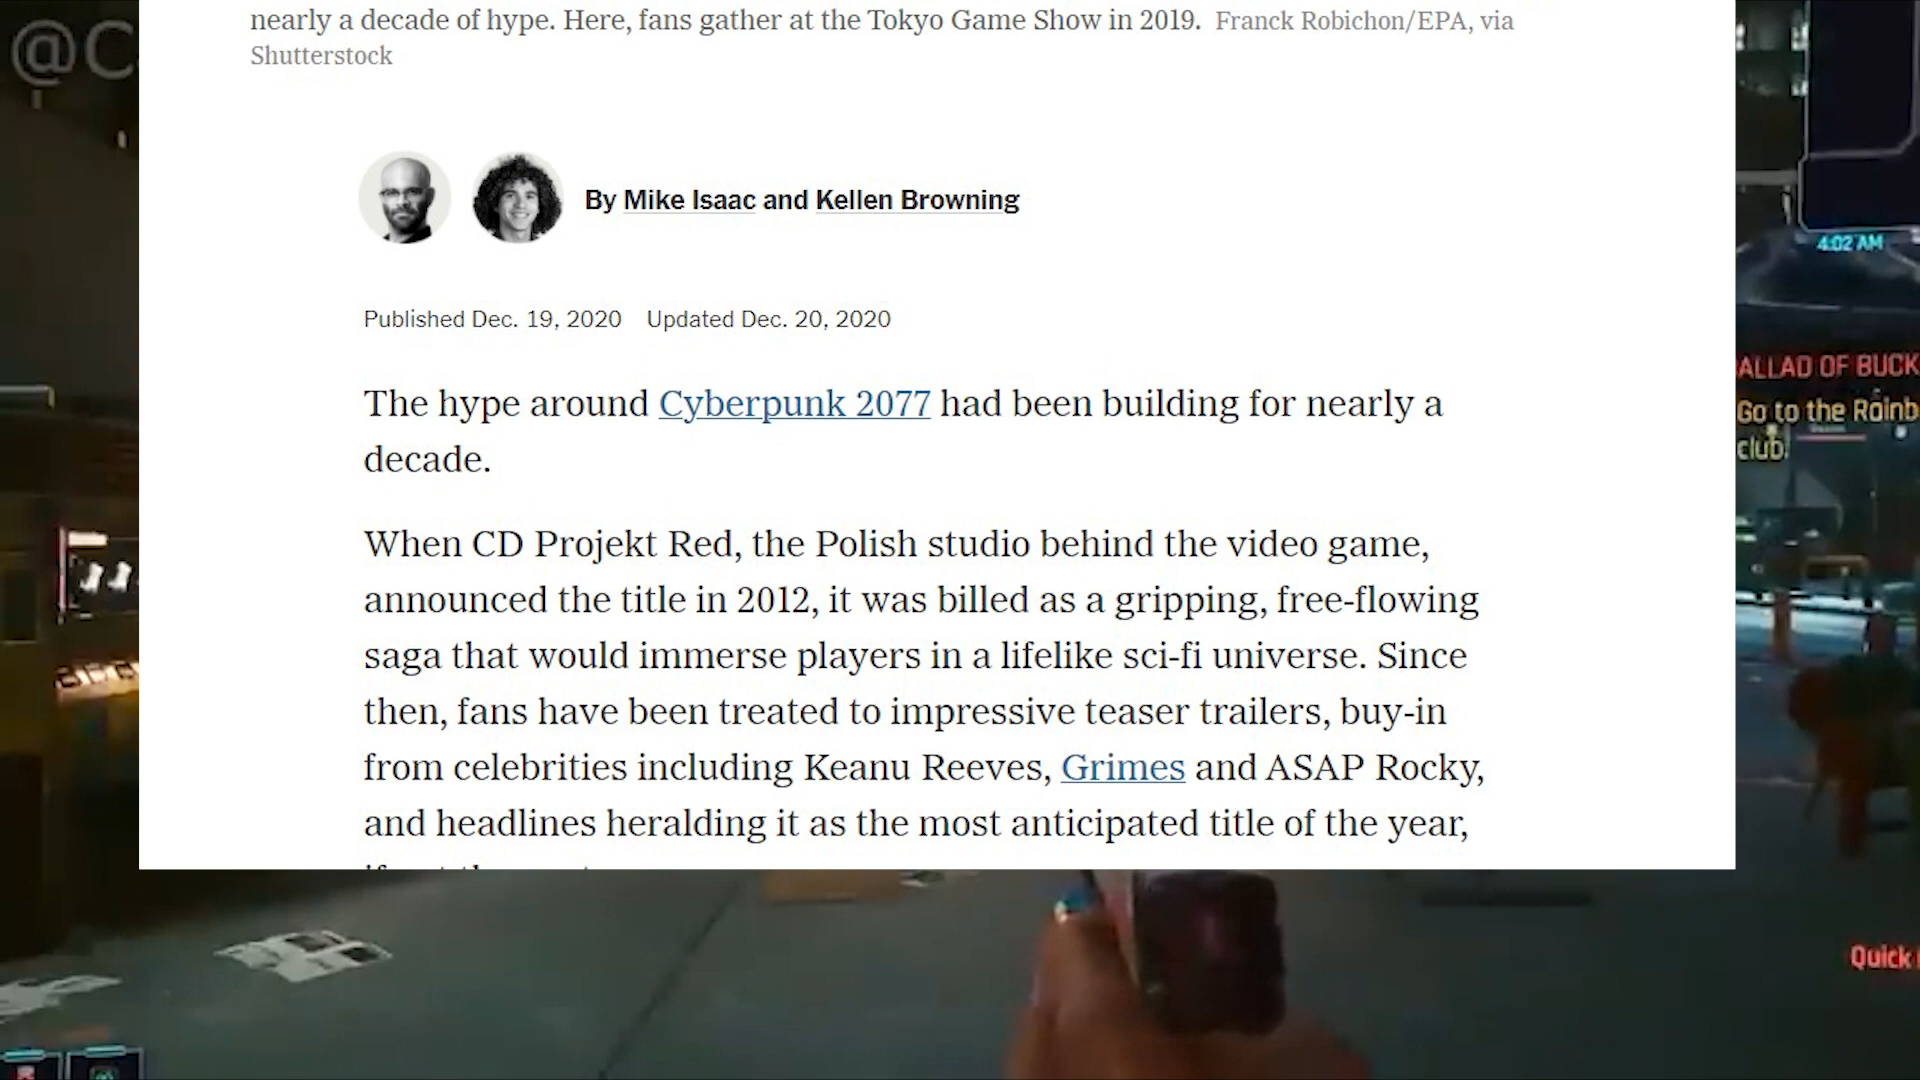 nearly a decade of hype. Here, fans gather at the Tokyo Game Show in 2019. Franck Robichon/EPA, via
Shutterstock
By Mike Isaac and Kellen Browning
Published Dec. 19, 2020 Updated Dec. 20, 2020
The hype around Cyberpunk 2077 had been building for nearly a
decade.
When CD Projekt Red, the Polish studio behind the video game,
announced the title in 2012, it was billed as a gripping, free-flowing
saga that would immerse players in a lifelike sci-fi universe. Since
then, fans have been treated to impressive teaser trailers, buy-in
from celebrities including Keanu Reeves, Grimes and ASAP Rocky,
and headlines heralding it as the most anticipated title of the year,
@C
4:02 AM
ALLAD OF BUCK
Go to the Rainb
club.
Quick